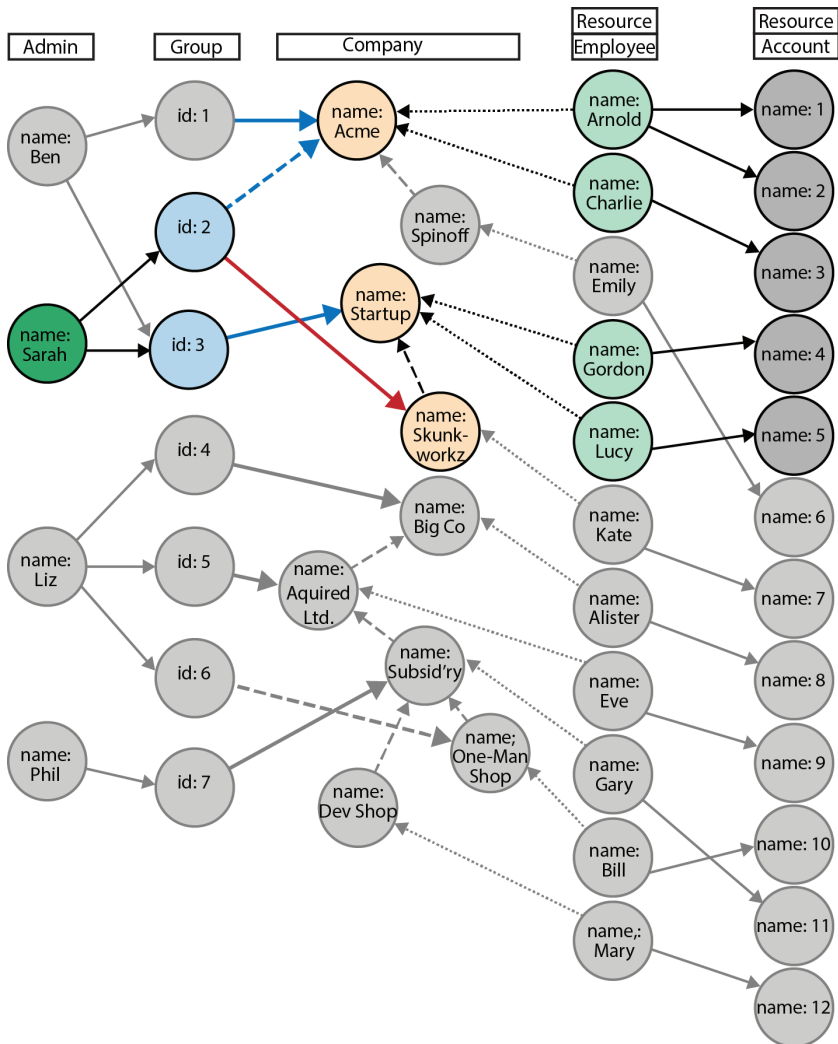 Admin
Group
Company
Resource
Employee
Resource
Account
name:
Ben
name:
Sarah
name:
Liz
name:
Phil
id: 1
id: 2
id: 3
id: 4
id: 5
id: 6
id: 7
name:
Acme
name:
Spinoff
name:
Startup
name:
Skunk-
workz
name:
Big Co
name:
Aquired
Ltd.
name:
Subsid'ry
name;
One-Man
Shop
name:
Dev Shop
name:
Arnold
name:
Charlie
name:
Emily
name:
Gordon
name:
Lucy
name:
Kate
name:
Alister
name:
Eve
name:
Gary
name:
Bill
name,:
Mary
name: 1
name: 2
name: 3
name: 4
name: 5
name: 6
name: 7
name: 8
name: 9
name: 10
name: 11
name: 12